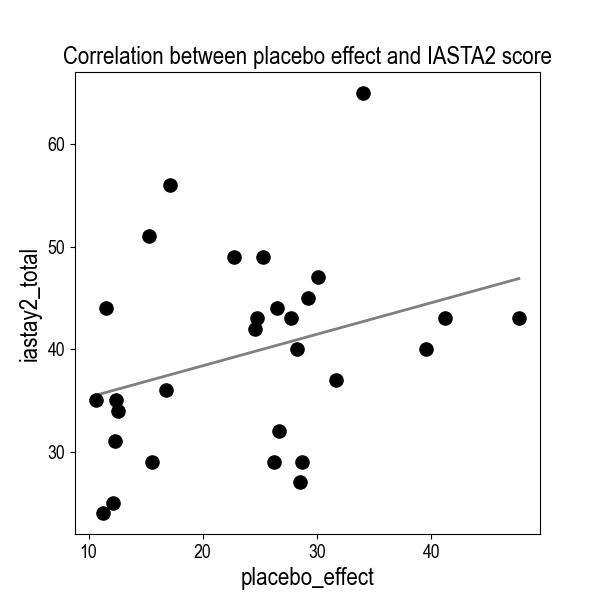 Correlation between placebo effect and IASTA2 score
60
50
40
30
iastay2_total
10 20 30 40
placebo_effect